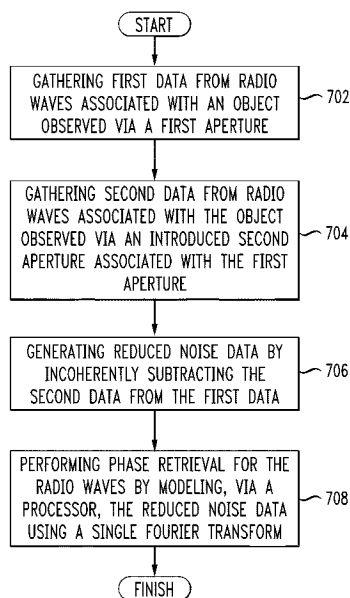 START
GATHERING FIRST DATA FROM RADIO
WAVES ASSOCIATED WITH AN OBJECT
OBSERVED VIA A FIRST APERTURE
702
GATHERING SECOND DATA FROM RADIO
WAVES ASSOCIATED WITH THE OBJECT
OBSERVED VIA AN INTRODUCED SECOND
APERTURE ASSOCIATED WITH THE FIRST
APERTURE
704
GENERATING REDUCED NOISE DATA BY
INCOHERENTLY SUBTRACTING THE
SECOND DATA FROM THE FIRST DATA
706
PERFORMING PHASE RETRIEVAL FOR THE
RADIO WAVES BY MODELING, VIA A
PROCESSOR, THE REDUCED NOISE DATA
USING A SINGLE FOURIER TRANSFORM
708
FINISH